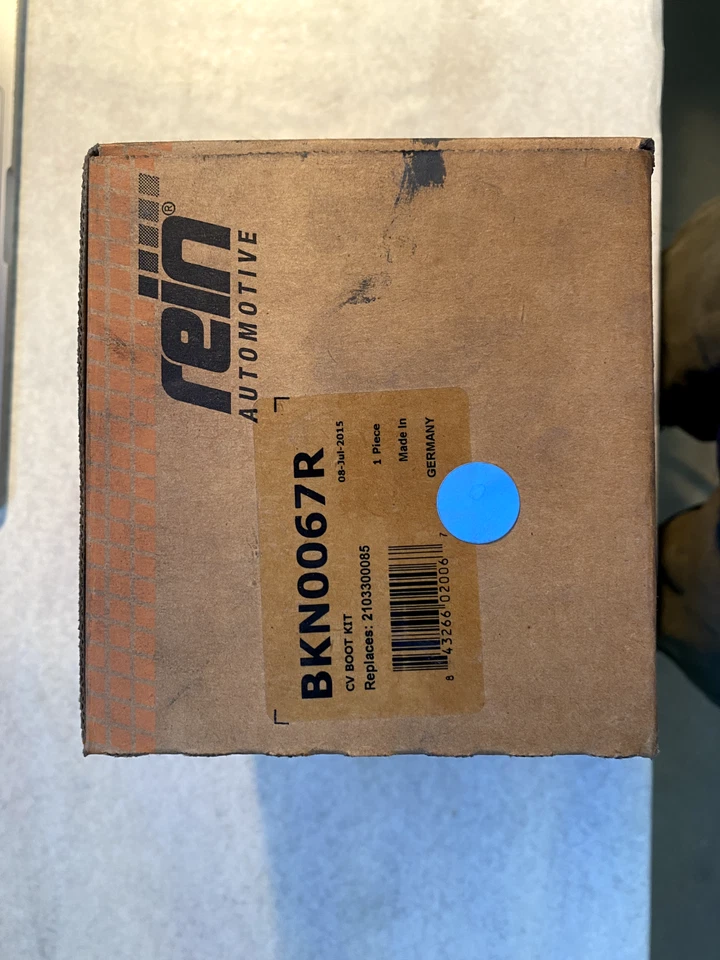 rein®
AUTOMOTIVE
BKN0067R
08-Jul-2015
CV BOOT KIT
1 Piece
Replaces: 2103300085
Made In
GERMANY
8 43266 02006 7